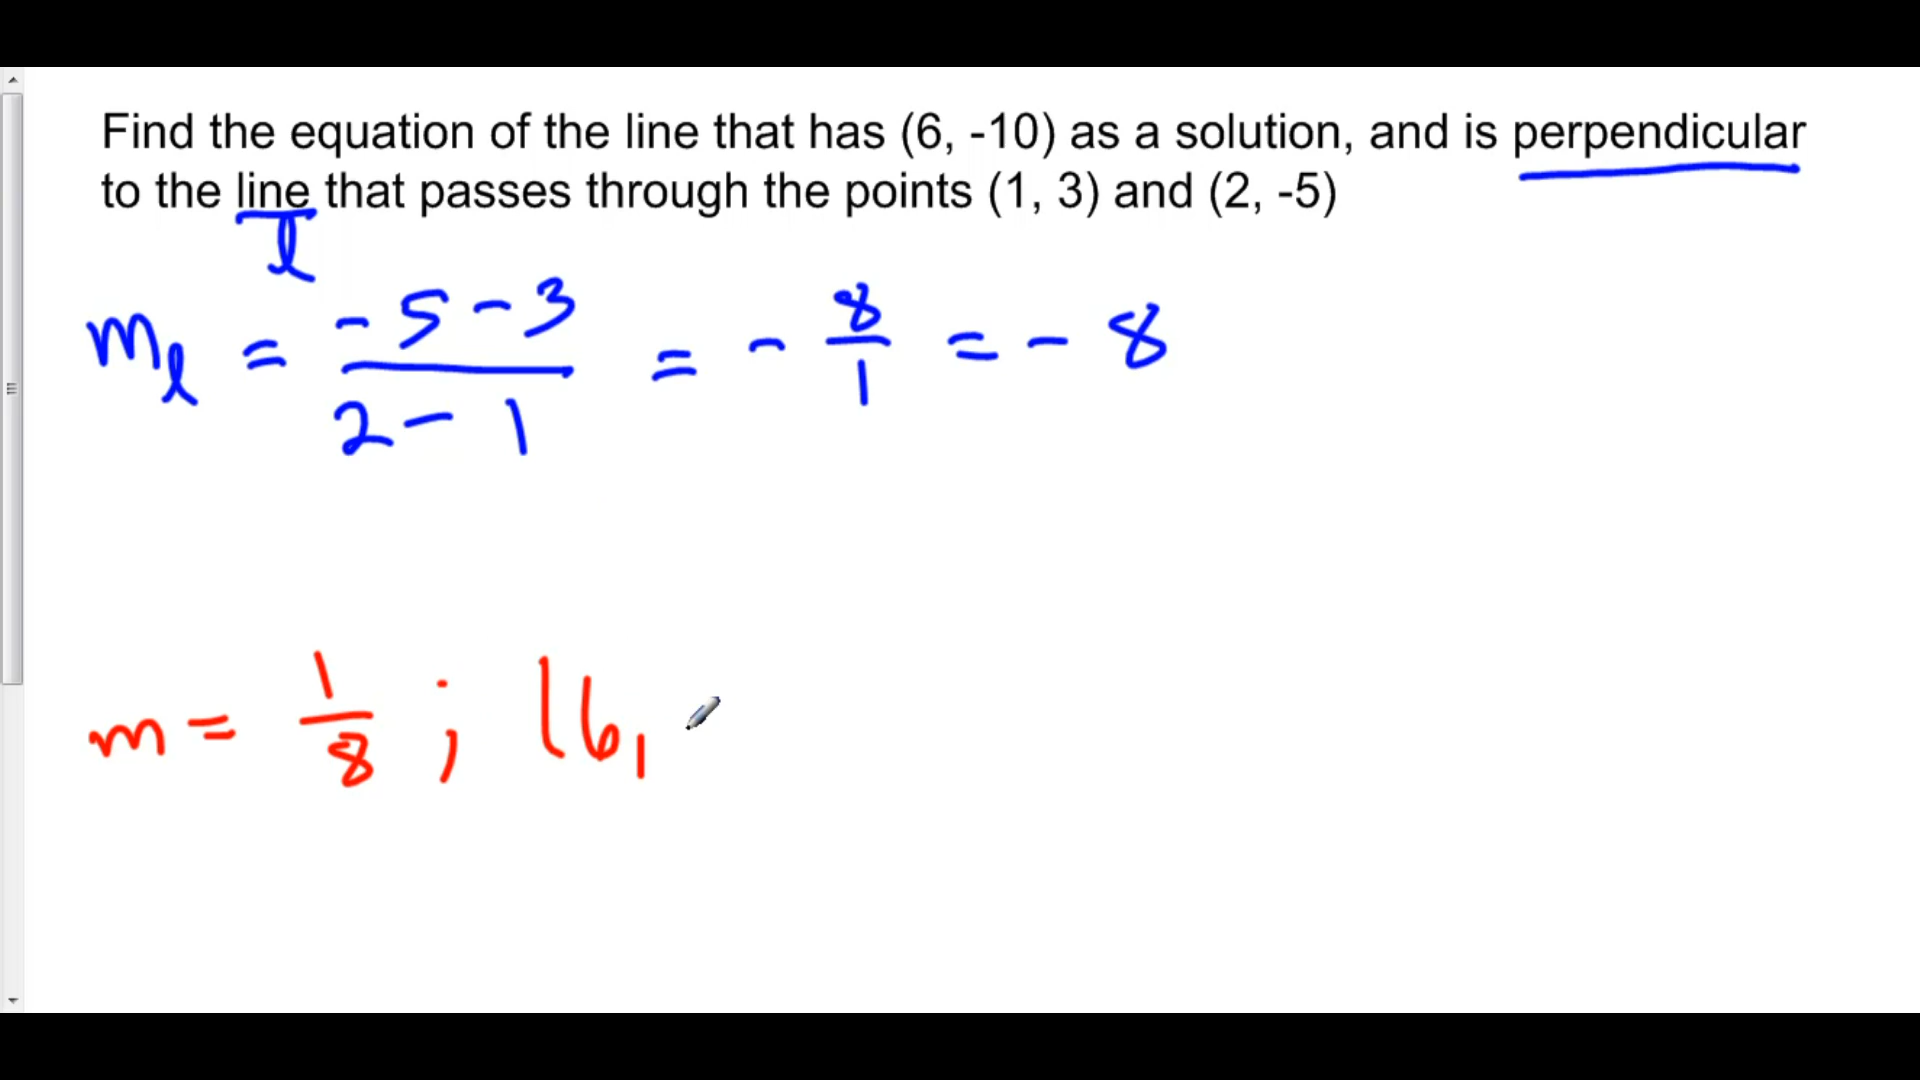 Find the equation of the line that has (6, -10) as a solution, and is perpendicular
to the line that passes through the points (1, 3) and (2, -5)
l
m_l = (-5-3)/(2-1) = -8/1 = -8
m = 1/8 ; (6,